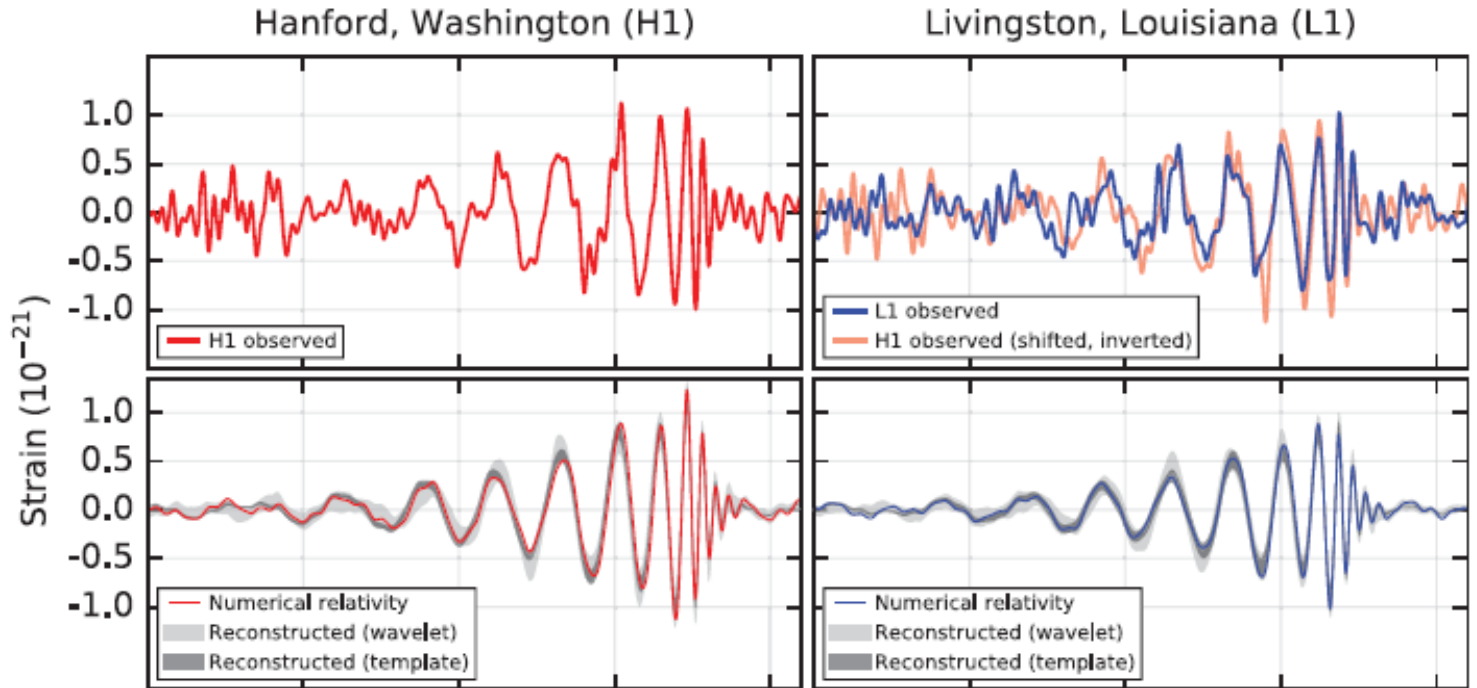 Hanford, Washington (H1)
Livingston, Louisiana (L1)
Strain (10⁻²¹)
1.0
0.5
0.0
-0.5
-1.0
H1 observed
L1 observed
H1 observed (shifted, inverted)
1.0
0.5
0.0
-0.5
-1.0
Numerical relativity
Reconstructed (wavelet)
Reconstructed (template)
Numerical relativity
Reconstructed (wavelet)
Reconstructed (template)